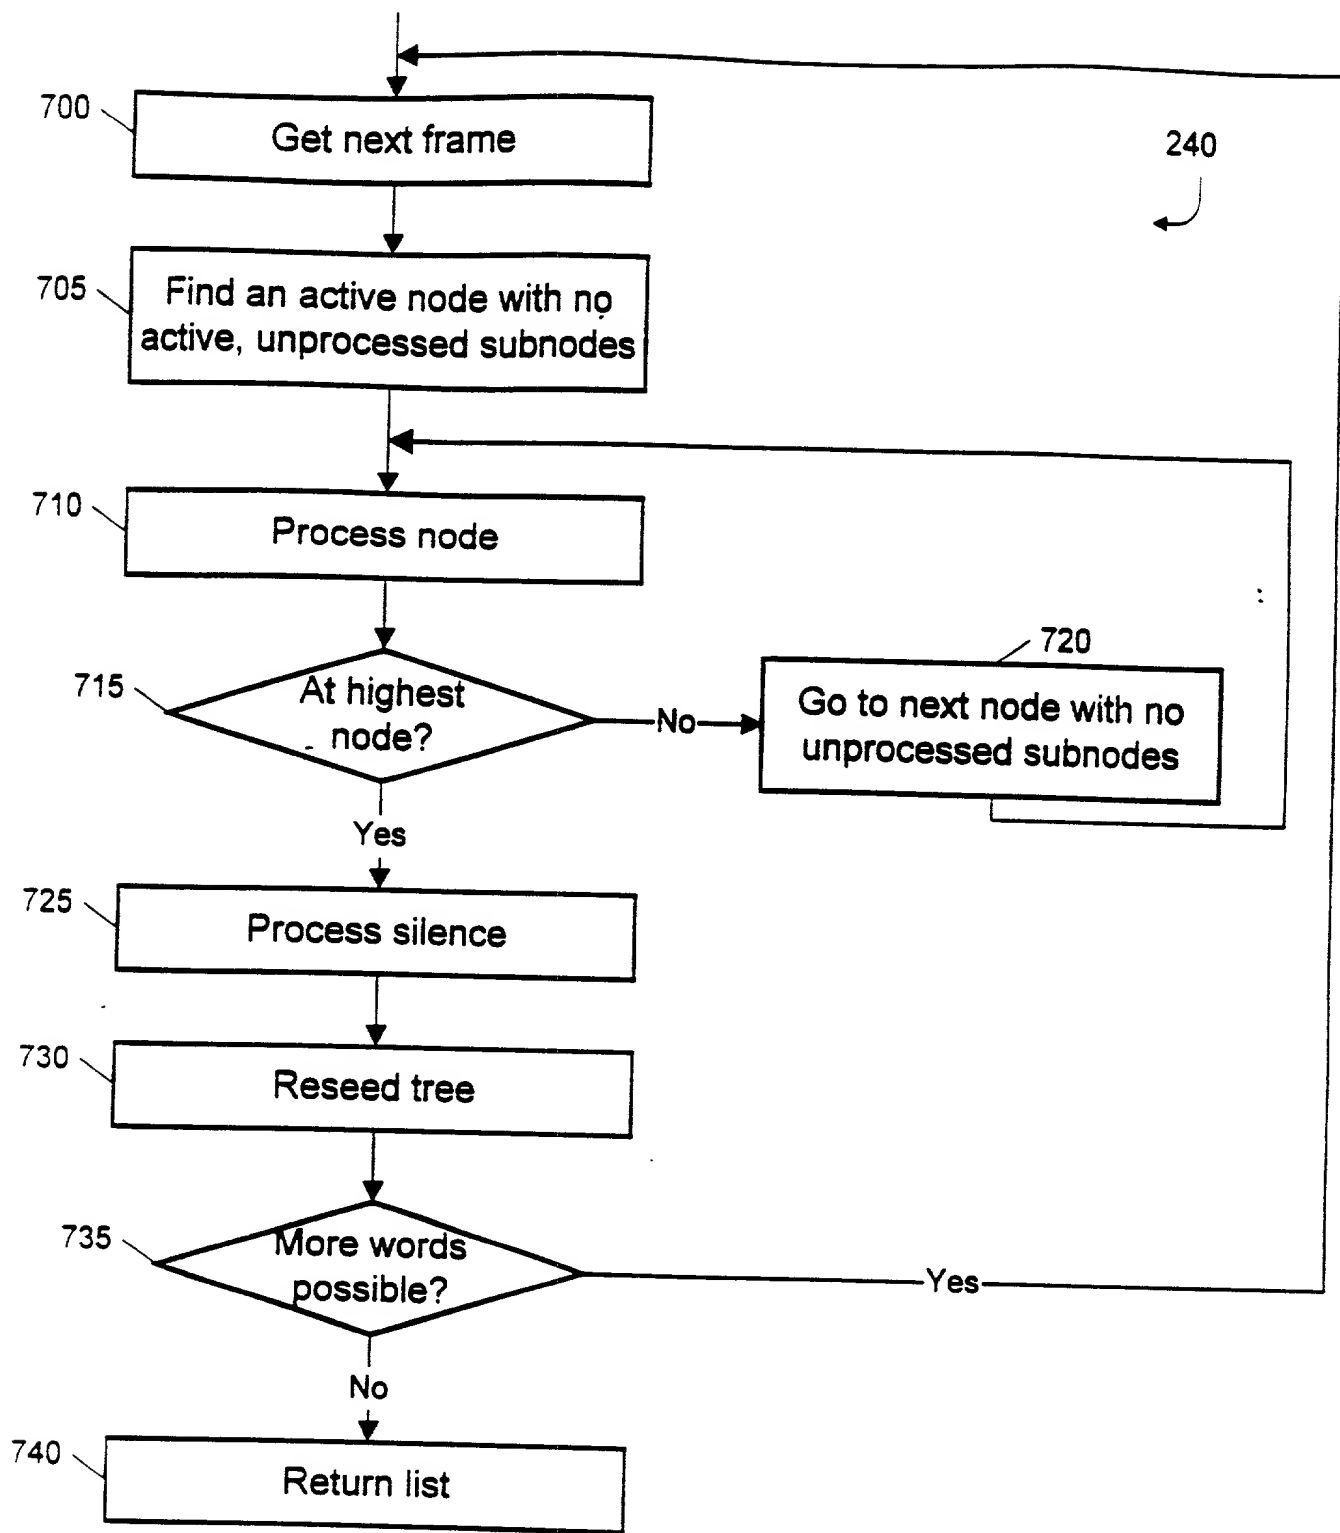 700
Get next frame
240
705
Find an active node with no
active, unprocessed subnodes
710
Process node
720
715
At highest
node?
No
Go to next node with no
unprocessed subnodes
Yes
725
Process silence
730
Reseed tree
735
More words
possible?
Yes
No
740
Return list